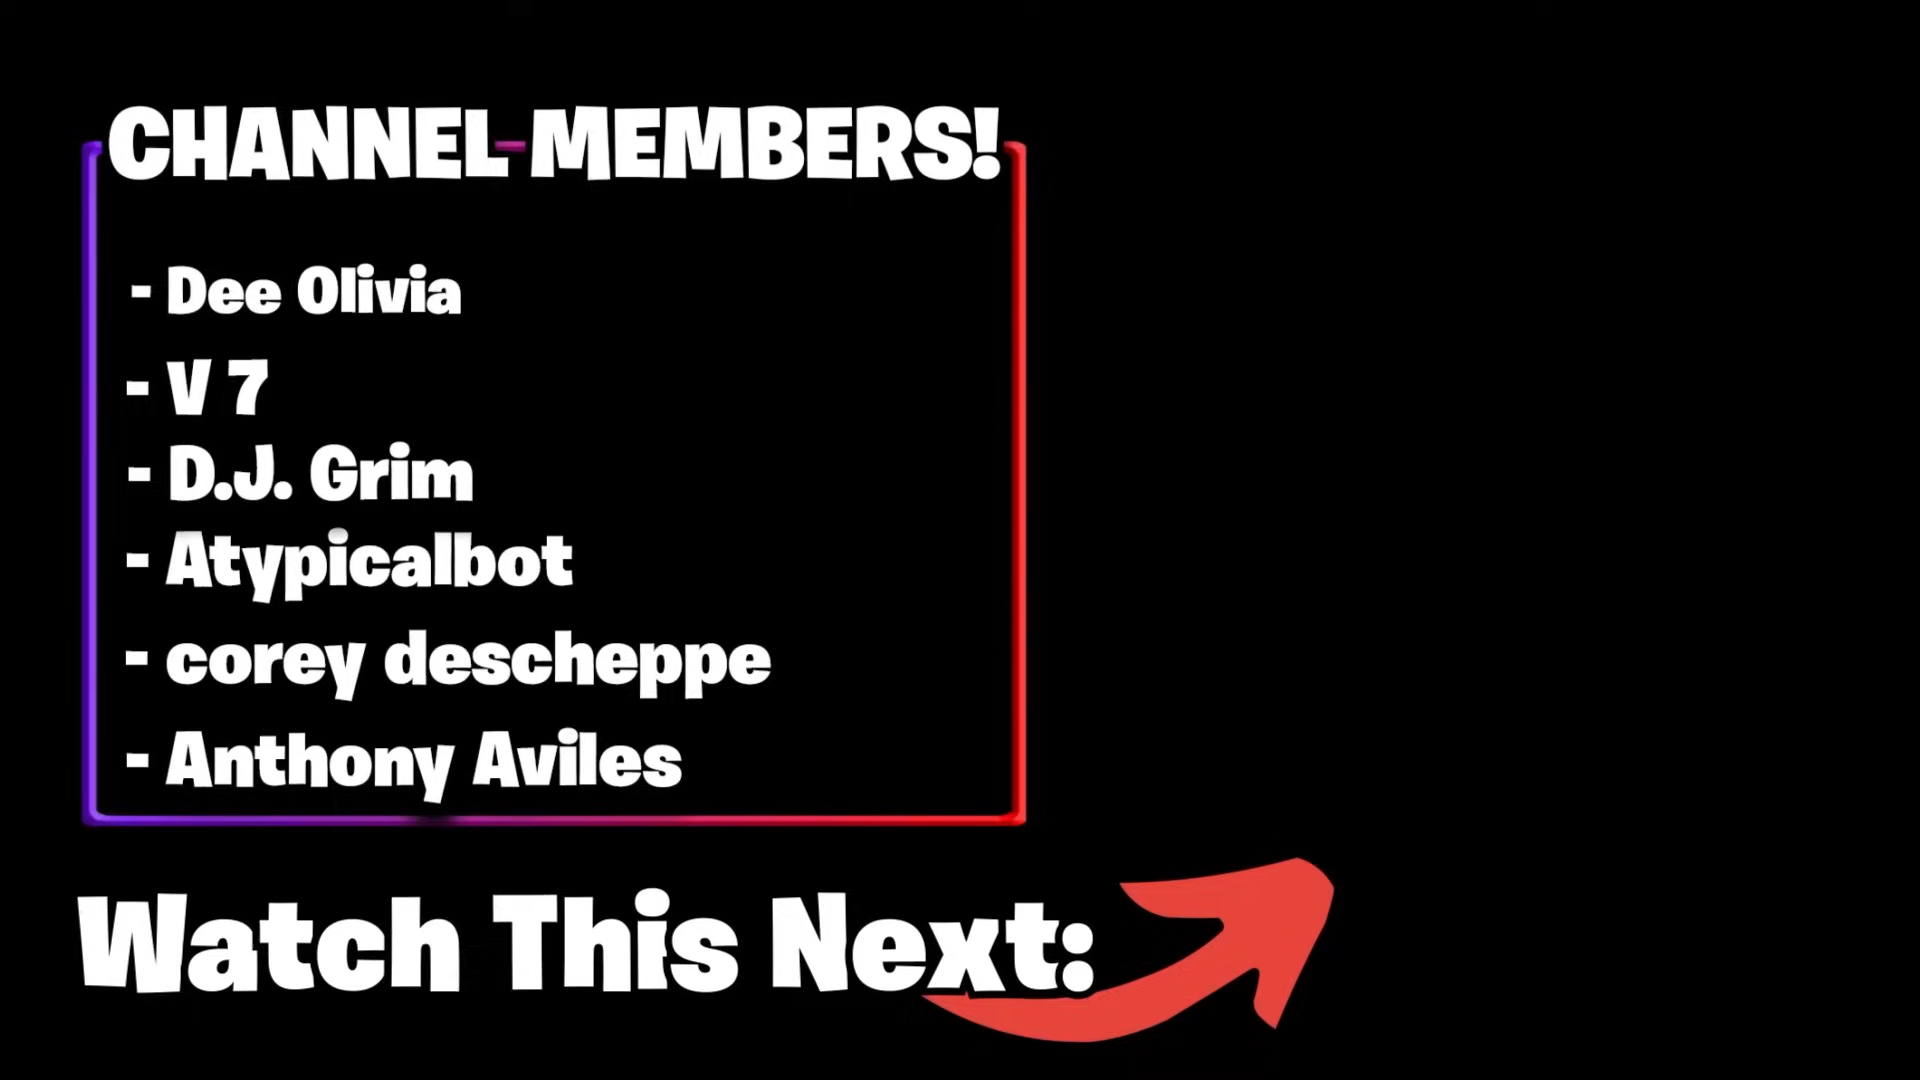 CHANNEL MEMBERS!
- Dee Olivia
- V 7
- D.J. Grim
- Atypicalbot
- corey descheppe
- Anthony Aviles
Watch This Next: